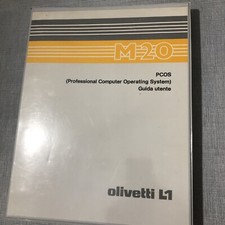 M20
PCOS
(Professional Computer Operating System)
Guida utente
olivetti L1